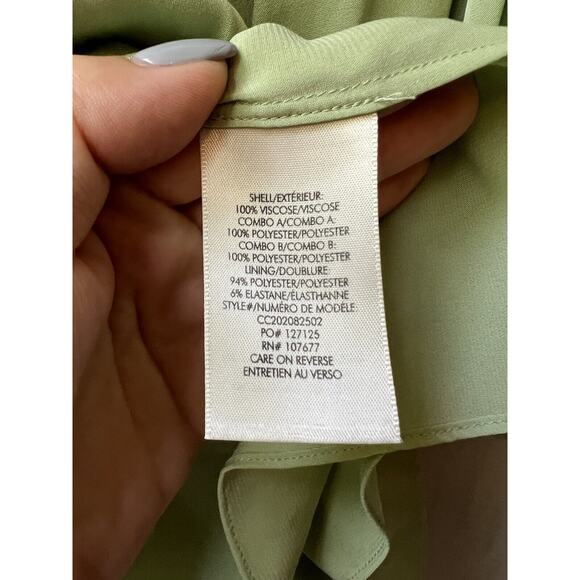 SHELL/EXTÉRIEUR:
100% VISCOSE/VISCOSE
COMBO A/COMBO A:
100% POLYESTER/POLYESTER
COMBO B/COMBO B:
100% POLYESTER/POLYESTER
LINING/DOUBLURE:
94% POLYESTER/POLYESTER
6% ELASTANE/ÉLASTHANNE
STYLE#/NUMÉRO DE MODÈLE:
CC202082502
PO# 127125
RN# 107677
CARE ON REVERSE
ENTRETIEN AU VERSO